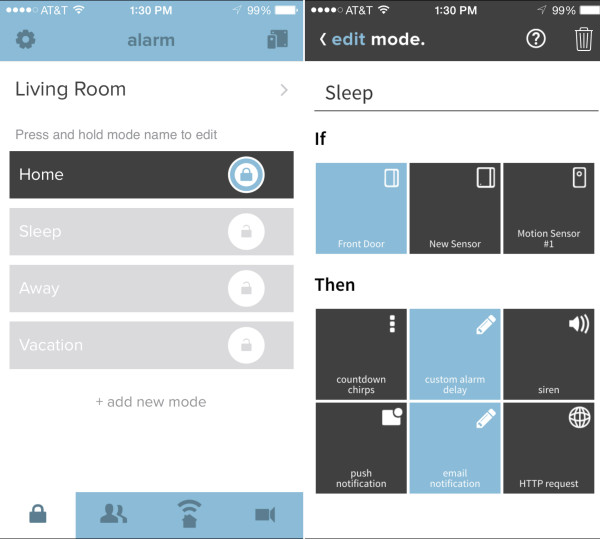 AT&T 1:30 PM 99%
alarm
Living Room
Press and hold mode name to edit
Home
Sleep
Away
Vacation
+ add new mode
AT&T 1:30 PM 99%
edit mode.
?
Sleep
If
Front Door
New Sensor
Motion Sensor
#1
Then
countdown
chirps
custom alarm
delay
siren
push
notification
email
notification
HTTP request